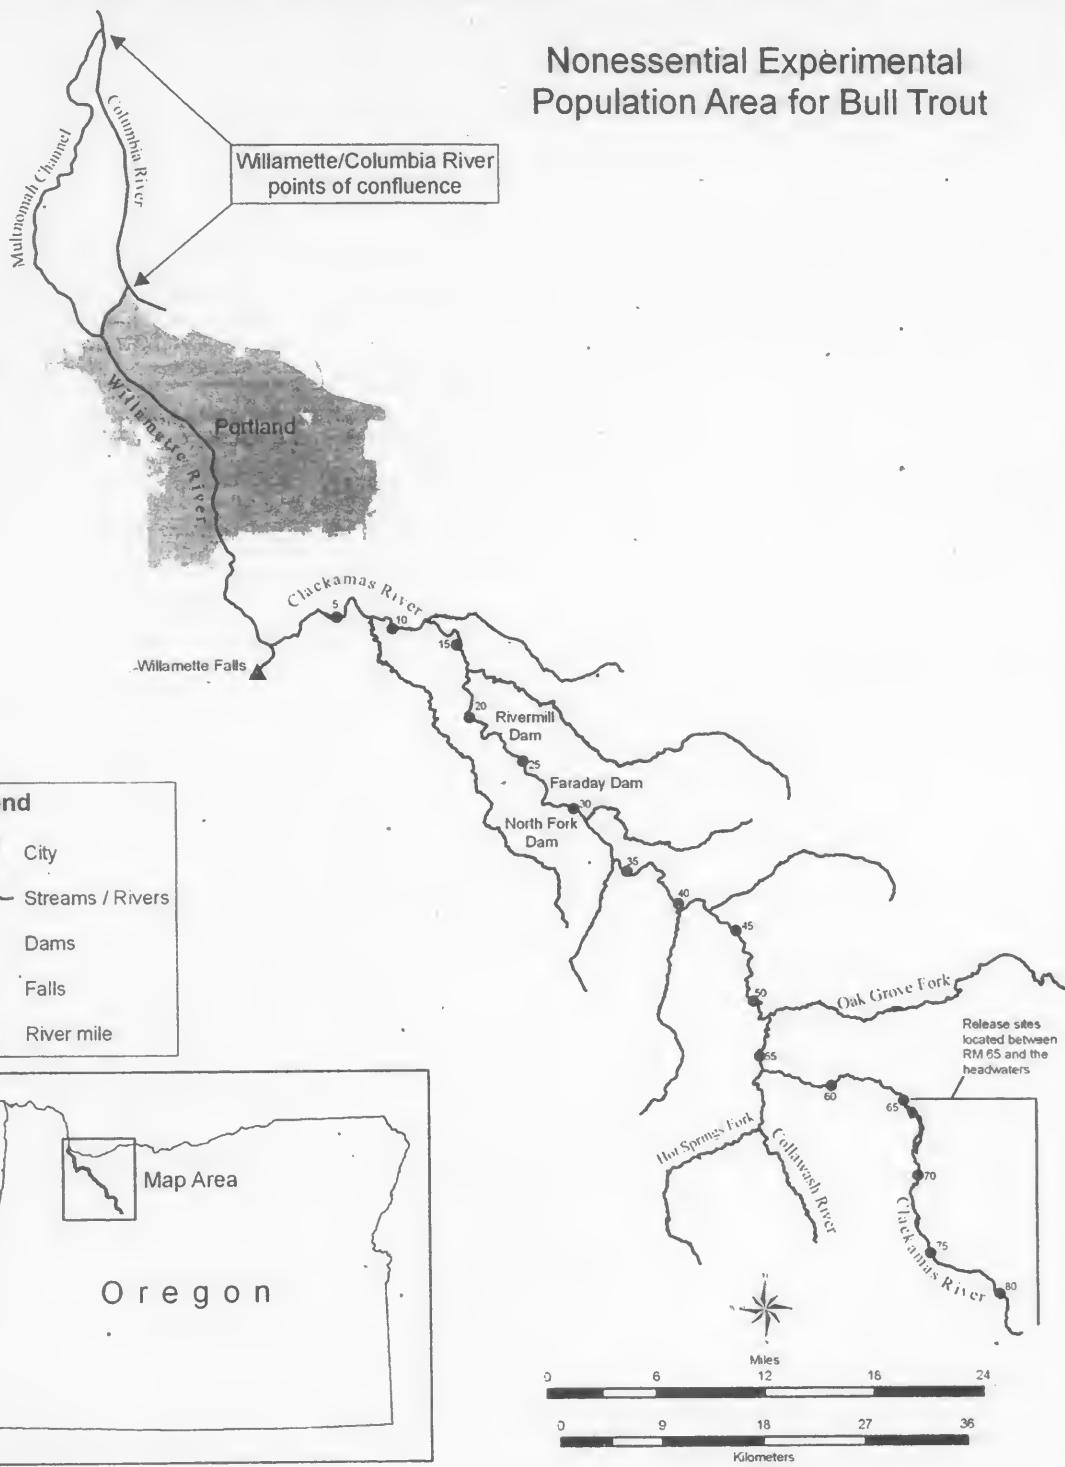 Nonessential Experimental
Population Area for Bull Trout
Willamette/Columbia River
points of confluence
Multnomah Channel
Columbia River
Willamette River
Portland
Clackamas River
5
10
15
Willamette Falls
20
Rivermill
Dam
25
Faraday Dam
30
North Fork
Dam
35
40
45
50
Oak Grove Fork
Release sites
located between
RM 65 and the
headwaters
55
60
65
Hot Springs Fork
Collawash River
70
Clackamas River
75
80
nd
City
Streams / Rivers
Dams
Falls
River mile
Map Area
Oregon
Miles
0 6 12 18 24
0 9 18 27 36
Kilometers